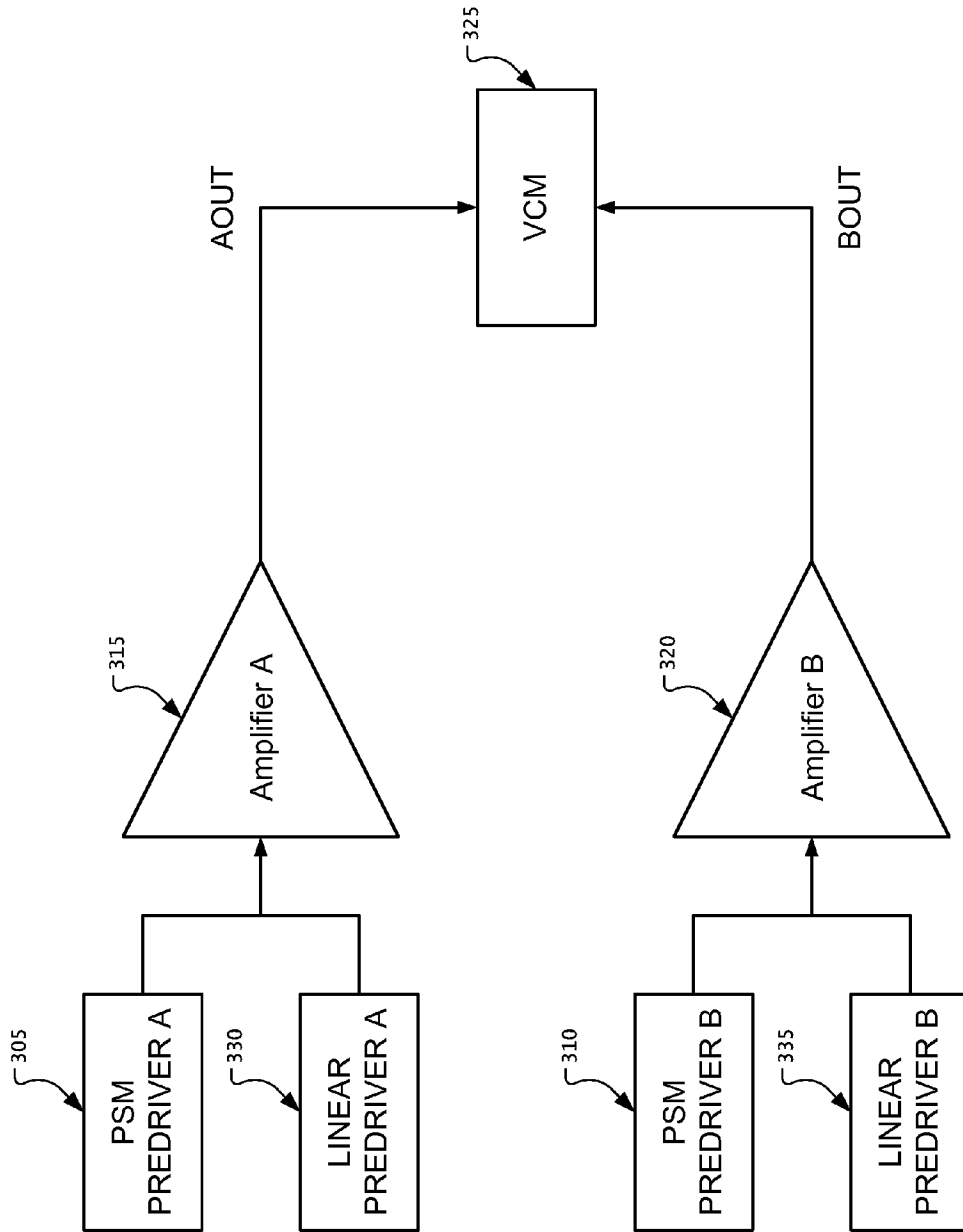 305
PSM
PREDRIVER A
330
LINEAR
PREDRIVER A
315
Amplifier A
AOUT
325
VCM
310
PSM
PREDRIVER B
335
LINEAR
PREDRIVER B
320
Amplifier B
BOUT